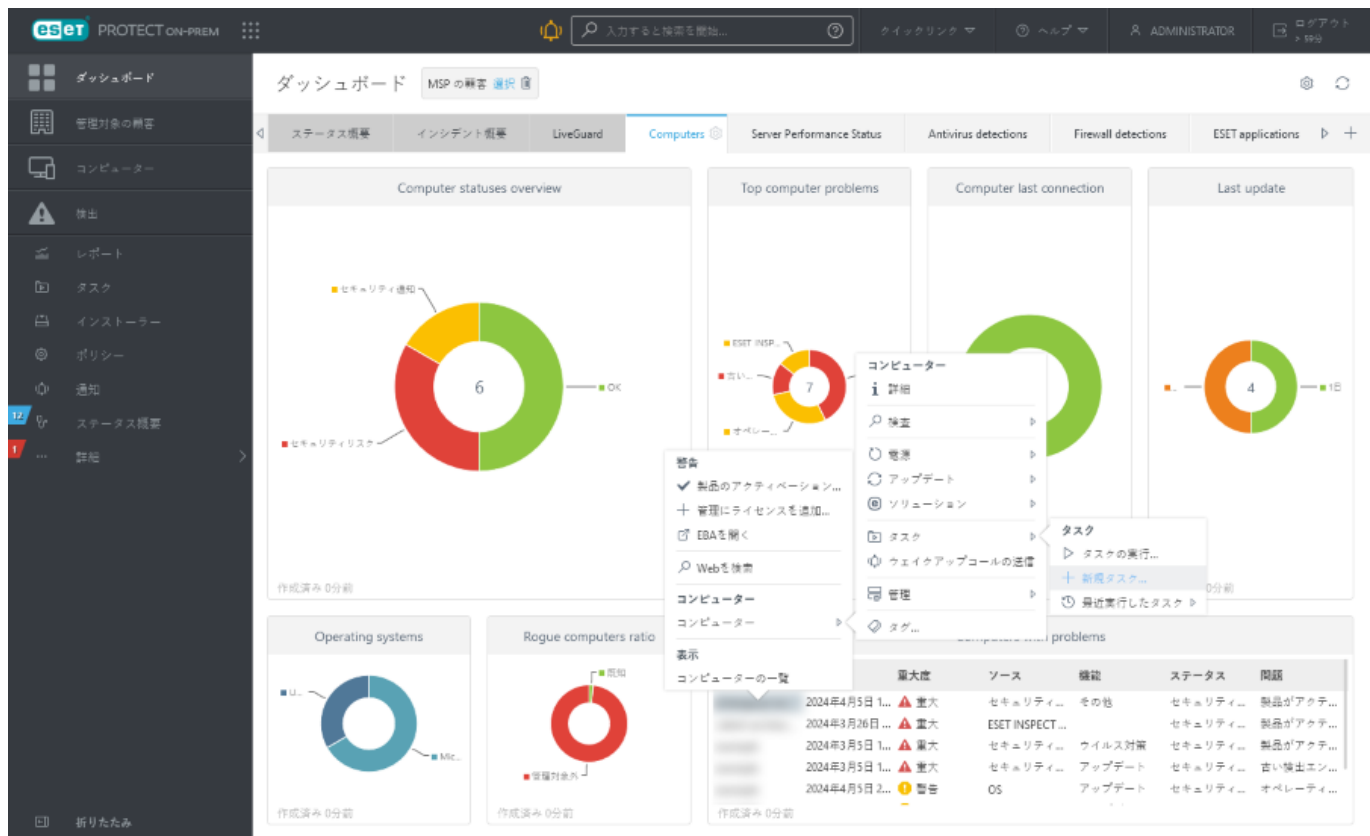 eset PROTECT ON-PREM
入力すると検索を開始...
クイックリンク
ヘルプ
ADMINISTRATOR
ログアウト
> 59分
ダッシュボード
管理対象の顧客
コンピューター
検出
レポート
タスク
インストーラー
ポリシー
通知
12
ステータス概要
1
詳細
折りたたみ
ダッシュボード
MSP の顧客 選択
ステータス概要
インシデント概要
LiveGuard
Computers
Server Performance Status
Antivirus detections
Firewall detections
ESET applications
Computer statuses overview
セキュリティ通知
6
OK
セキュリティリスク
作成済み 0分前
Top computer problems
ESET INSP...
古い...
7
オペレー...
Computer last connection
Last update
4
1日
0分前
警告
製品のアクティベーション...
管理にライセンスを追加...
EBAを開く
Webを検索
コンピューター
コンピューター
表示
コンピューターの一覧
コンピューター
詳細
検査
電源
アップデート
ソリューション
タスク
ウェイクアップコールの送信
管理
タグ...
タスク
タスクの実行...
新規タスク...
最近実行したタスク
Operating systems
U...
Mic...
作成済み 0分前
Rogue computers ratio
既知
管理対象外
作成済み 0分前
problems
重大度 ソース 機能 ステータス 問題
2024年4月5日 1... 重大 セキュリティ... その他 セキュリティ... 製品がアクテ...
2024年3月26日... 重大 ESET INSPECT ... セキュリティ... 製品がアクテ...
2024年3月5日 1... 重大 セキュリティ... ウイルス対策 セキュリティ... 製品がアクテ...
2024年3月5日 1... 重大 セキュリティ... アップデート セキュリティ... 古い検出エン...
2024年4月5日 2... 警告 OS アップデート セキュリティ... オペレーティ...
作成済み 0分前